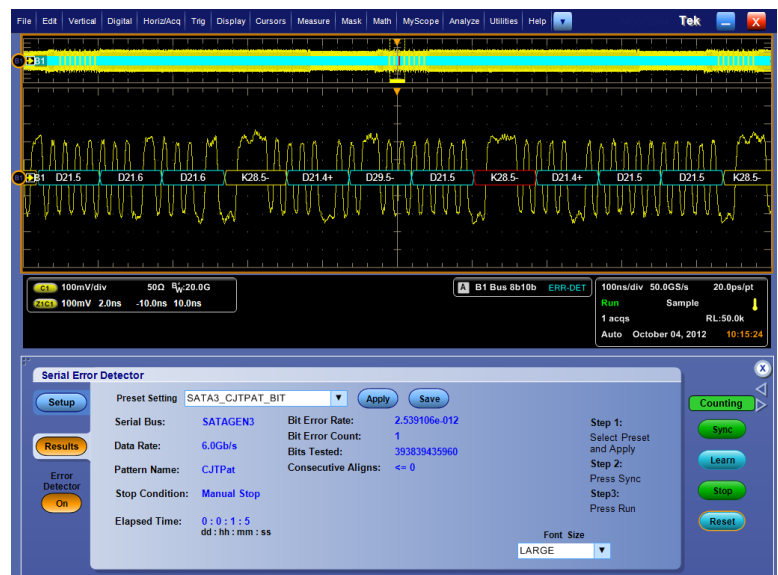 File Edit Vertical Digital Horiz/Acq Trig Display Cursors Measure Mask Math MyScope Analyze Utilities Help Tek X
B1 B1
B1 B1 D21.5 D21.6 D21.6 K28.5- D21.4+ D29.5- D21.5 K28.5- D21.4+ D21.5 D21.5 K28.5-
C1 100mV/div 50Ω BW:20.0G
Z1C1 100mV 2.0ns -10.0ns 10.0ns
A B1 Bus 8b10b ERR-DET
100ns/div 50.0GS/s 20.0ps/pt
Run Sample
1 acqs RL:50.0k
Auto October 04, 2012 10:15:24
Serial Error Detector
X
Setup
Results
Error
Detector
On
Preset Setting SATA3_CJTPAT_BIT Apply Save
Serial Bus: SATAGEN3
Data Rate: 6.0Gb/s
Pattern Name: CJTPat
Stop Condition: Manual Stop
Elapsed Time: 0 : 0 : 1 : 5
dd : hh : mm : ss
Bit Error Rate: 2.539106e-012
Bit Error Count: 1
Bits Tested: 393839435960
Consecutive Aligns: <= 0
Step 1:
Select Preset
and Apply
Step 2:
Press Sync
Step3:
Press Run
Font Size
LARGE
Counting
Sync
Learn
Stop
Reset